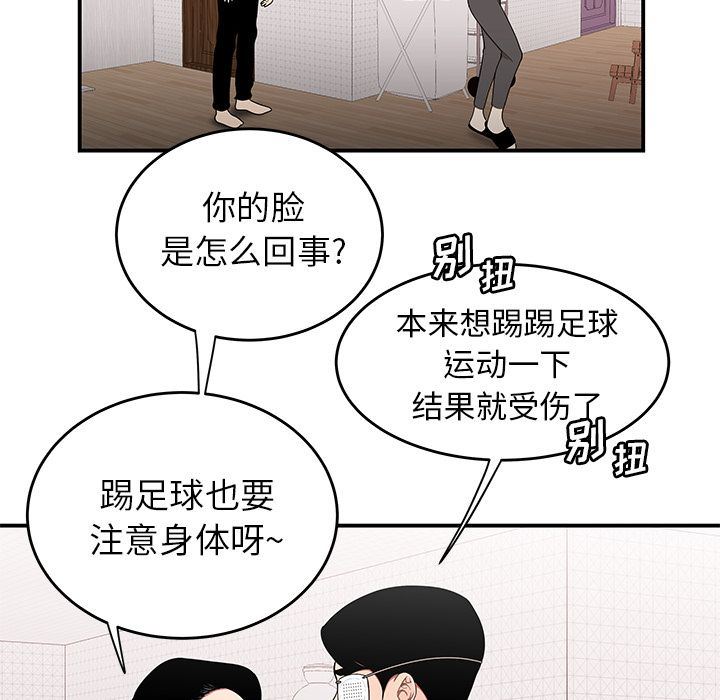 你的脸
是怎么回事?
别扭
本来想踢踢足球
运动一下
结果就受伤了
别扭
踢足球也要
注意身体呀~